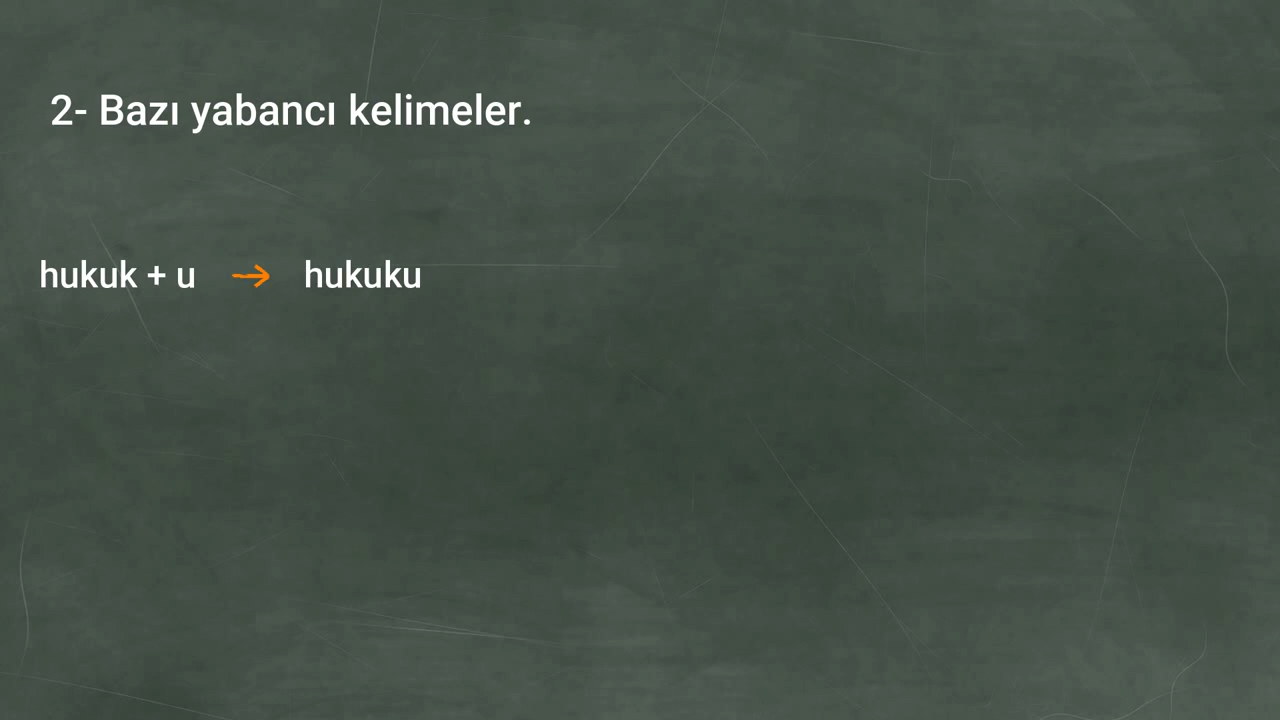 2- Bazı yabancı kelimeler.
hukuk + u → hukuku